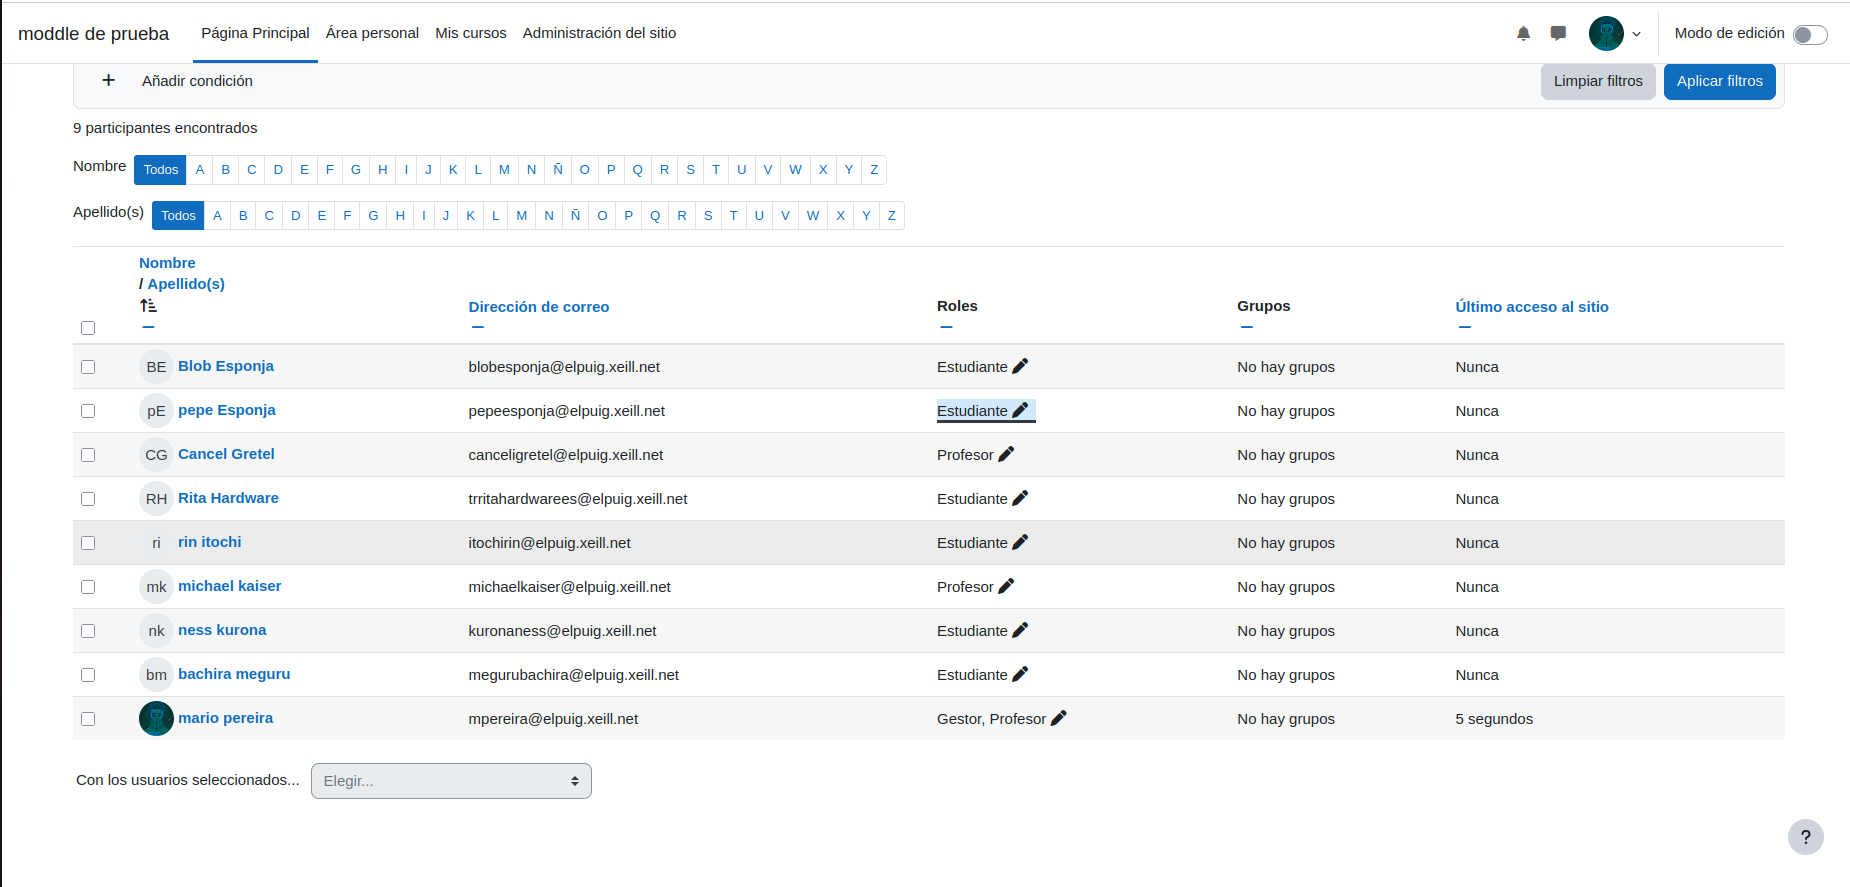 moddle de prueba Página Principal Área personal Mis cursos Administración del sitio Modo de edición
+ Añadir condición Limpiar filtros Aplicar filtros
9 participantes encontrados
Nombre Todos A B C D E F G H I J K L M N Ñ O P Q R S T U V W X Y Z
Apellido(s) Todos A B C D E F G H I J K L M N Ñ O P Q R S T U V W X Y Z
Nombre
/ Apellido(s)
Dirección de correo Roles Grupos Último acceso al sitio
BE Blob Esponja blobesponja@elpuig.xeill.net Estudiante No hay grupos Nunca
pE pepe Esponja pepeesponja@elpuig.xeill.net Estudiante No hay grupos Nunca
CG Cancel Gretel canceligretel@elpuig.xeill.net Profesor No hay grupos Nunca
RH Rita Hardware trritahardwarees@elpuig.xeill.net Estudiante No hay grupos Nunca
ri rin itochi itochirin@elpuig.xeill.net Estudiante No hay grupos Nunca
mk michael kaiser michaelkaiser@elpuig.xeill.net Profesor No hay grupos Nunca
nk ness kurona kuronaness@elpuig.xeill.net Estudiante No hay grupos Nunca
bm bachira meguru megurubachira@elpuig.xeill.net Estudiante No hay grupos Nunca
mario pereira mpereira@elpuig.xeill.net Gestor, Profesor No hay grupos 5 segundos
Con los usuarios seleccionados... Elegir...
?